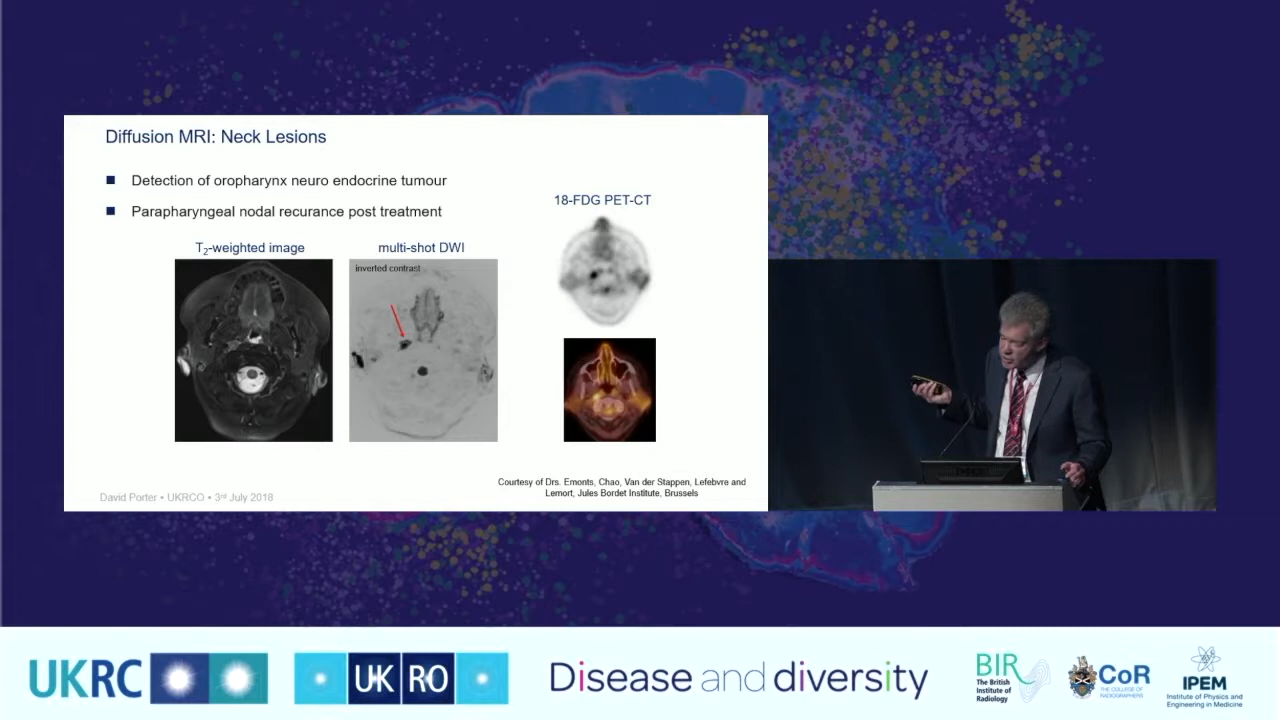 Diffusion MRI: Neck Lesions
Detection of oropharynx neuro endocrine tumour
Parapharyngeal nodal recurance post treatment
18-FDG PET-CT
T2-weighted image
multi-shot DWI
inverted contrast
Courtesy of Drs. Emonts, Chao, Van der Stappen, Lefebvre and
Lemort, Jules Bordet Institute, Brussels
David Porter • UKRCO • 3rd July 2018
UKRC
UK RO
Disease and diversity
BIR
The British
Institute of
Radiology
CoR
THE COLLEGE OF
RADIOGRAPHERS
IPEM
Institute of Physics and
Engineering in Medicine